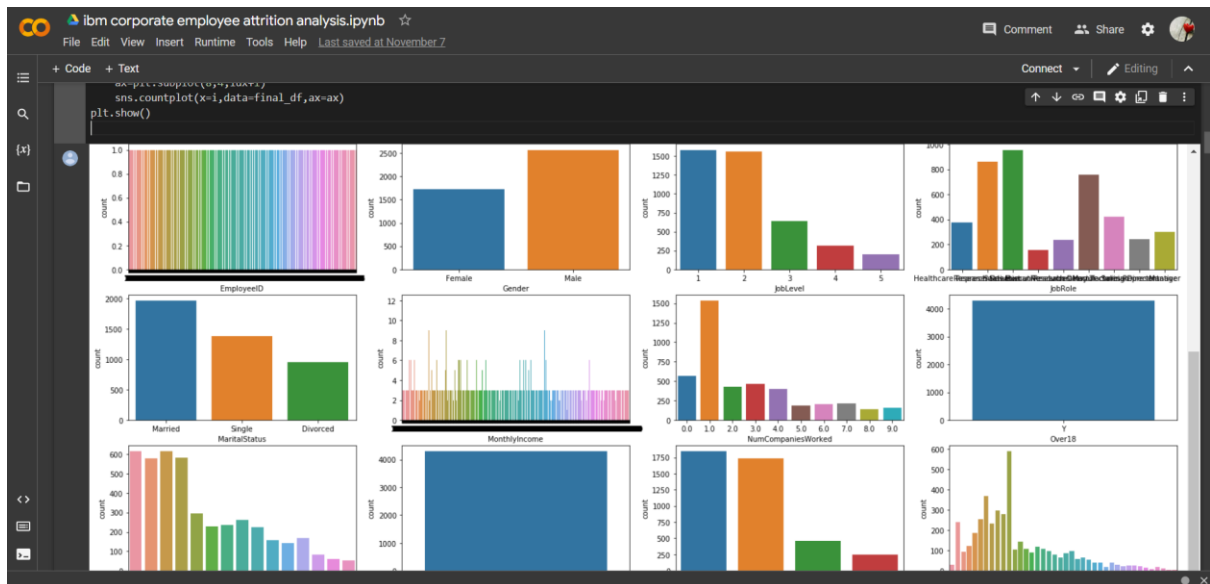 ibm corporate employee attrition analysis.ipynb
Comment Share
File Edit View Insert Runtime Tools Help Last saved at November 7
+ Code + Text Connect Editing
ax=plt.subplot(8,4,idx+1)
sns.countplot(x=i,data=final_df,ax=ax)
plt.show()
{x}
1.0
0.8
0.6
0.4
0.2
0.0
count
EmployeeID
2500
2000
1500
1000
500
0
count
Female Male
Gender
1500
1250
1000
750
500
250
0
count
1 2 3 4 5
JobLevel
1000
800
600
400
200
0
count
JobRole
2000
1500
1000
500
0
count
Married Single Divorced
MaritalStatus
12
10
8
6
4
2
0
count
MonthlyIncome
1500
1250
1000
750
500
250
0
count
0.0 1.0 2.0 3.0 4.0 5.0 6.0 7.0 8.0 9.0
NumCompaniesWorked
4000
3000
2000
1000
0
count
Y
Over18
600
500
400
300
200
100
count
4000
3000
2000
1000
count
1750
1500
1250
1000
750
500
250
count
600
500
400
300
200
100
count